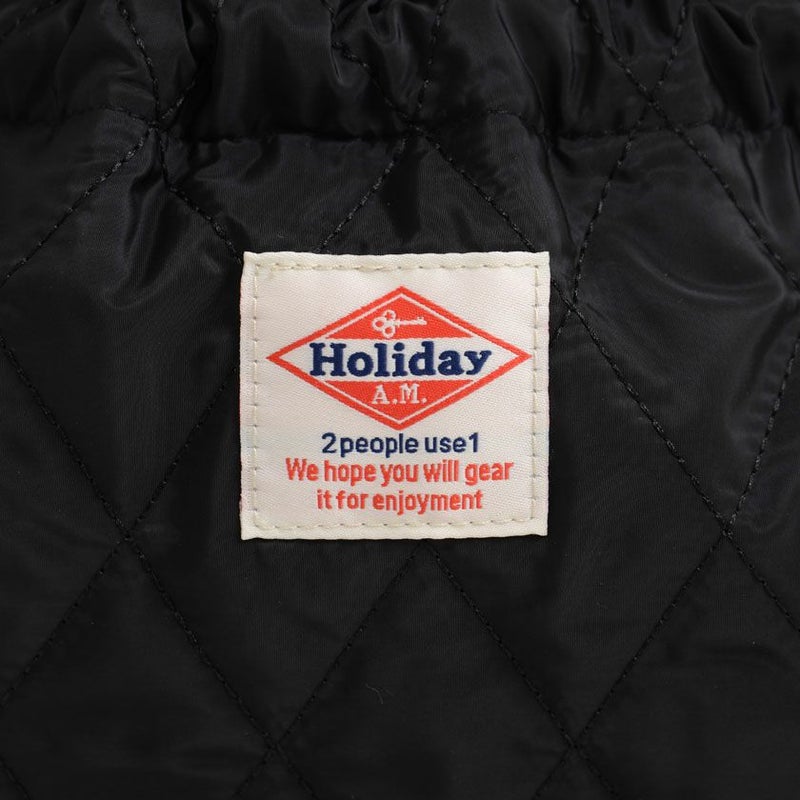 Holiday
A.M.
2people use1
We hope you will gear
it for enjoyment